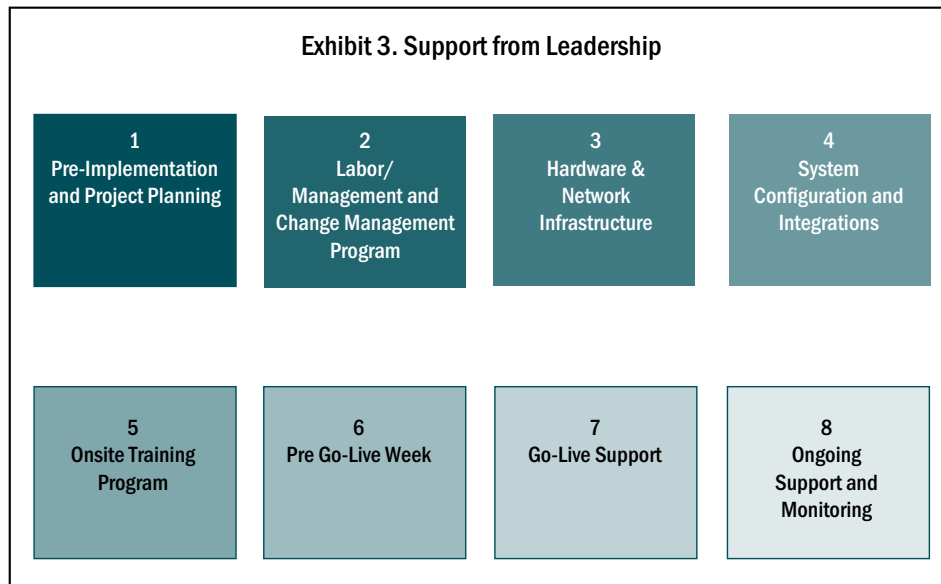 Exhibit 3. Support from Leadership
1
Pre-Implementation
and Project Planning
2
Labor/
Management and
Change Management
Program
3
Hardware &
Network
Infrastructure
4
System
Configuration and
Integrations
5
Onsite Training
Program
6
Pre Go-Live Week
7
Go-Live Support
8
Ongoing
Support and
Monitoring